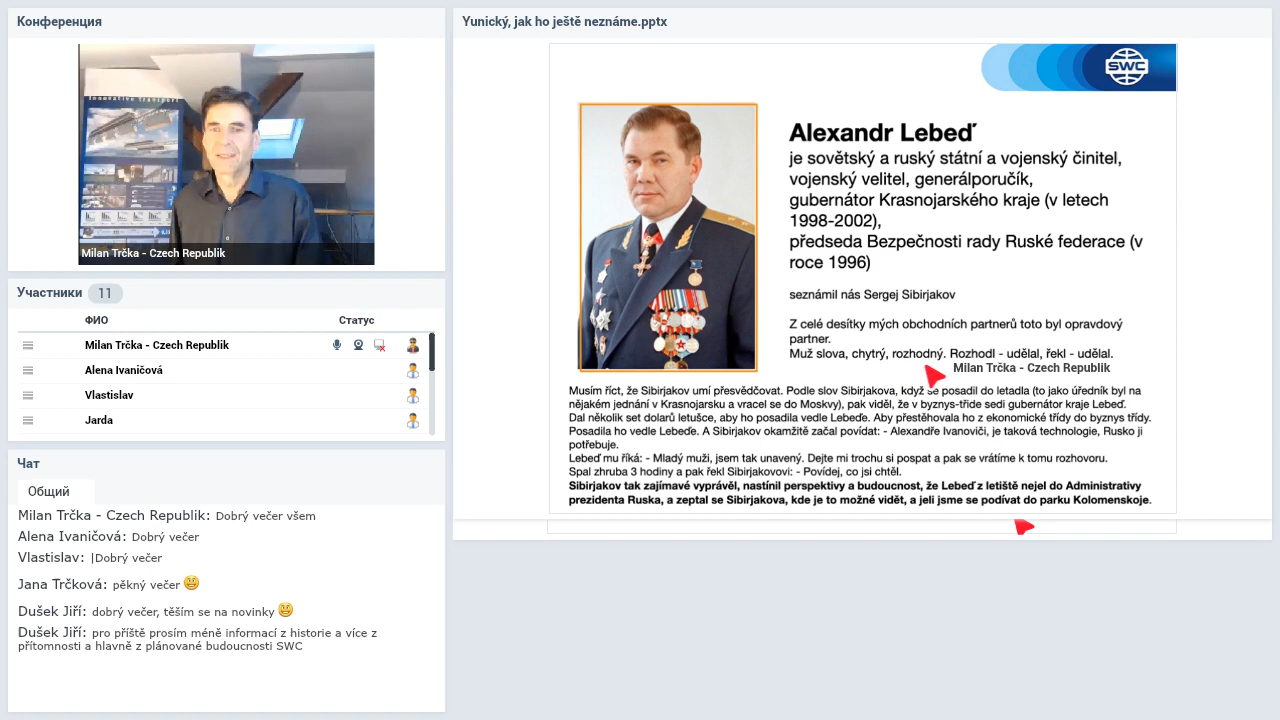 Конференция
Innovative transport
Milan Trčka - Czech Republik
Участники 11
ФИО Статус
Milan Trčka - Czech Republik
Alena Ivaničová
Vlastislav
Jarda
Чат
Общий
Milan Trčka - Czech Republik: Dobrý večer všem
Alena Ivaničová: Dobrý večer
Vlastislav: |Dobrý večer
Jana Trčková: pěkný večer
Dušek Jiří: dobrý večer, těším se na novinky
Dušek Jiří: pro příště prosím méně informací z historie a více z
přítomnosti a hlavně z plánované budoucnosti SWC
Yunický, jak ho ještě neznáme.pptx
SWC
Alexandr Lebeď
je sovětský a ruský státní a vojenský činitel,
vojenský velitel, generálporučík,
gubernátor Krasnojarského kraje (v letech
1998-2002),
předseda Bezpečnosti rady Ruské federace (v
roce 1996)
seznámil nás Sergej Sibirjakov
Z celé desítky mých obchodních partnerů toto byl opravdový
partner.
Muž slova, chytrý, rozhodný. Rozhodl - udělal, řekl - udělal.
Milan Trčka - Czech Republik
Musím říct, že Sibirjakov umí přesvědčovat. Podle slov Sibirjakova, když se posadil do letadla (to jako úředník byl na
nějakém jednání v Krasnojarsku a vracel se do Moskvy), pak viděl, že v byznys-třide sedi gubernátor kraje Lebeď.
Dal několik set dolarů letušce, aby ho posadila vedle Lebeďe. Aby přestěhovala ho z ekonomické třídy do byznys třídy.
Posadila ho vedle Lebeďe. A Sibirjakov okamžitě začal povídat: - Alexandře Ivanoviči, je taková technologie, Rusko ji
potřebuje.
Lebeď mu říká: - Mladý muži, jsem tak unavený. Dejte mi trochu si pospat a pak se vrátíme k tomu rozhovoru.
Spal zhruba 3 hodiny a pak řekl Sibirjakovovi: - Povídej, co jsi chtěl.
Sibirjakov tak zajímavé vyprávěl, nastínil perspektivy a budoucnost, že Lebeď z letiště nejel do Administrativy
prezidenta Ruska, a zeptal se Sibirjakova, kde je to možné vidět, a jeli jsme se podívat do parku Kolomenskoje.